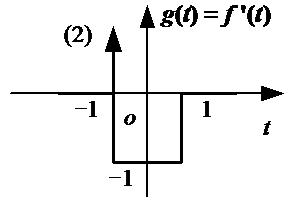 (2)
g(t) = f '(t)
−1
o
1
t
−1